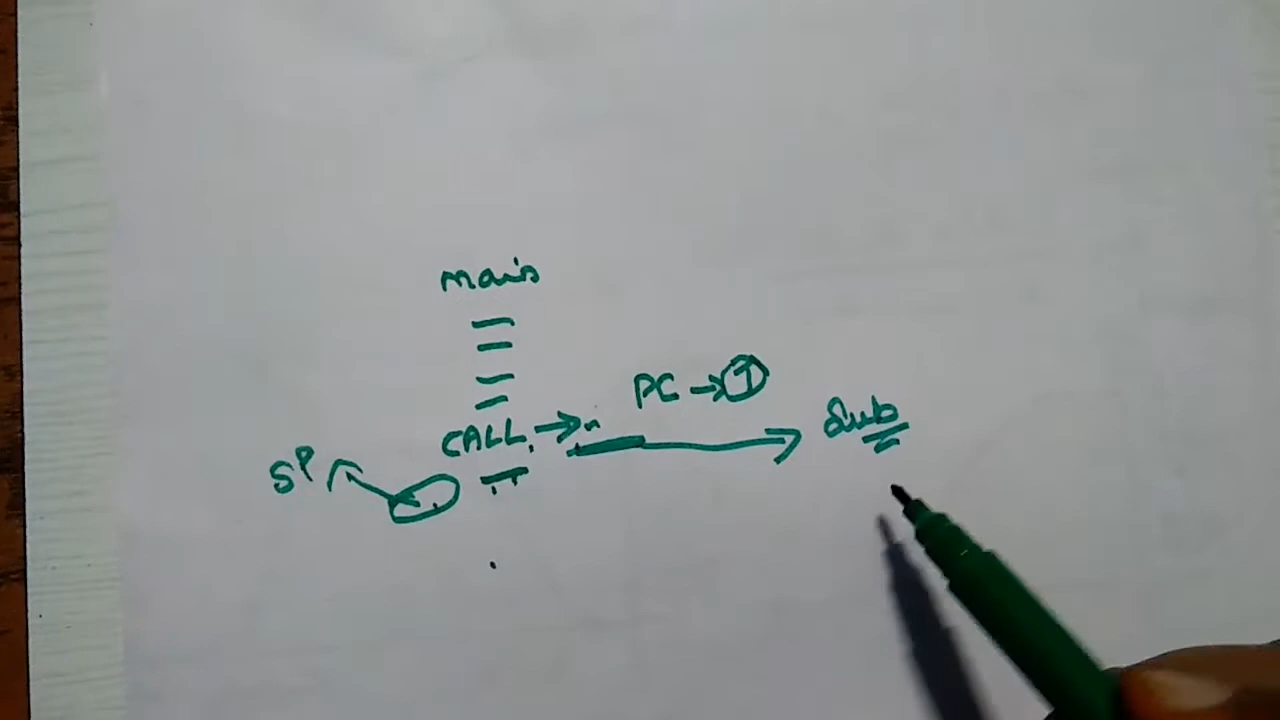 main
PC →
CALL → n
Sub
SP